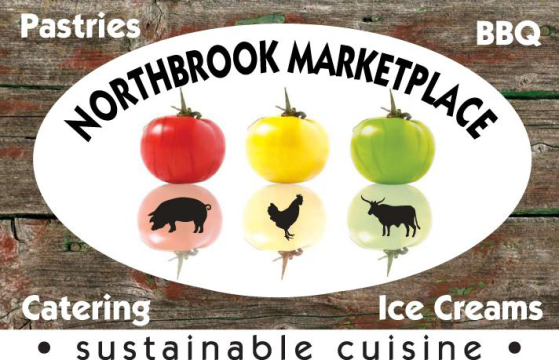 Pastries
BBQ
NORTHBROOK MARKETPLACE
Catering
Ice Creams
• sustainable cuisine •